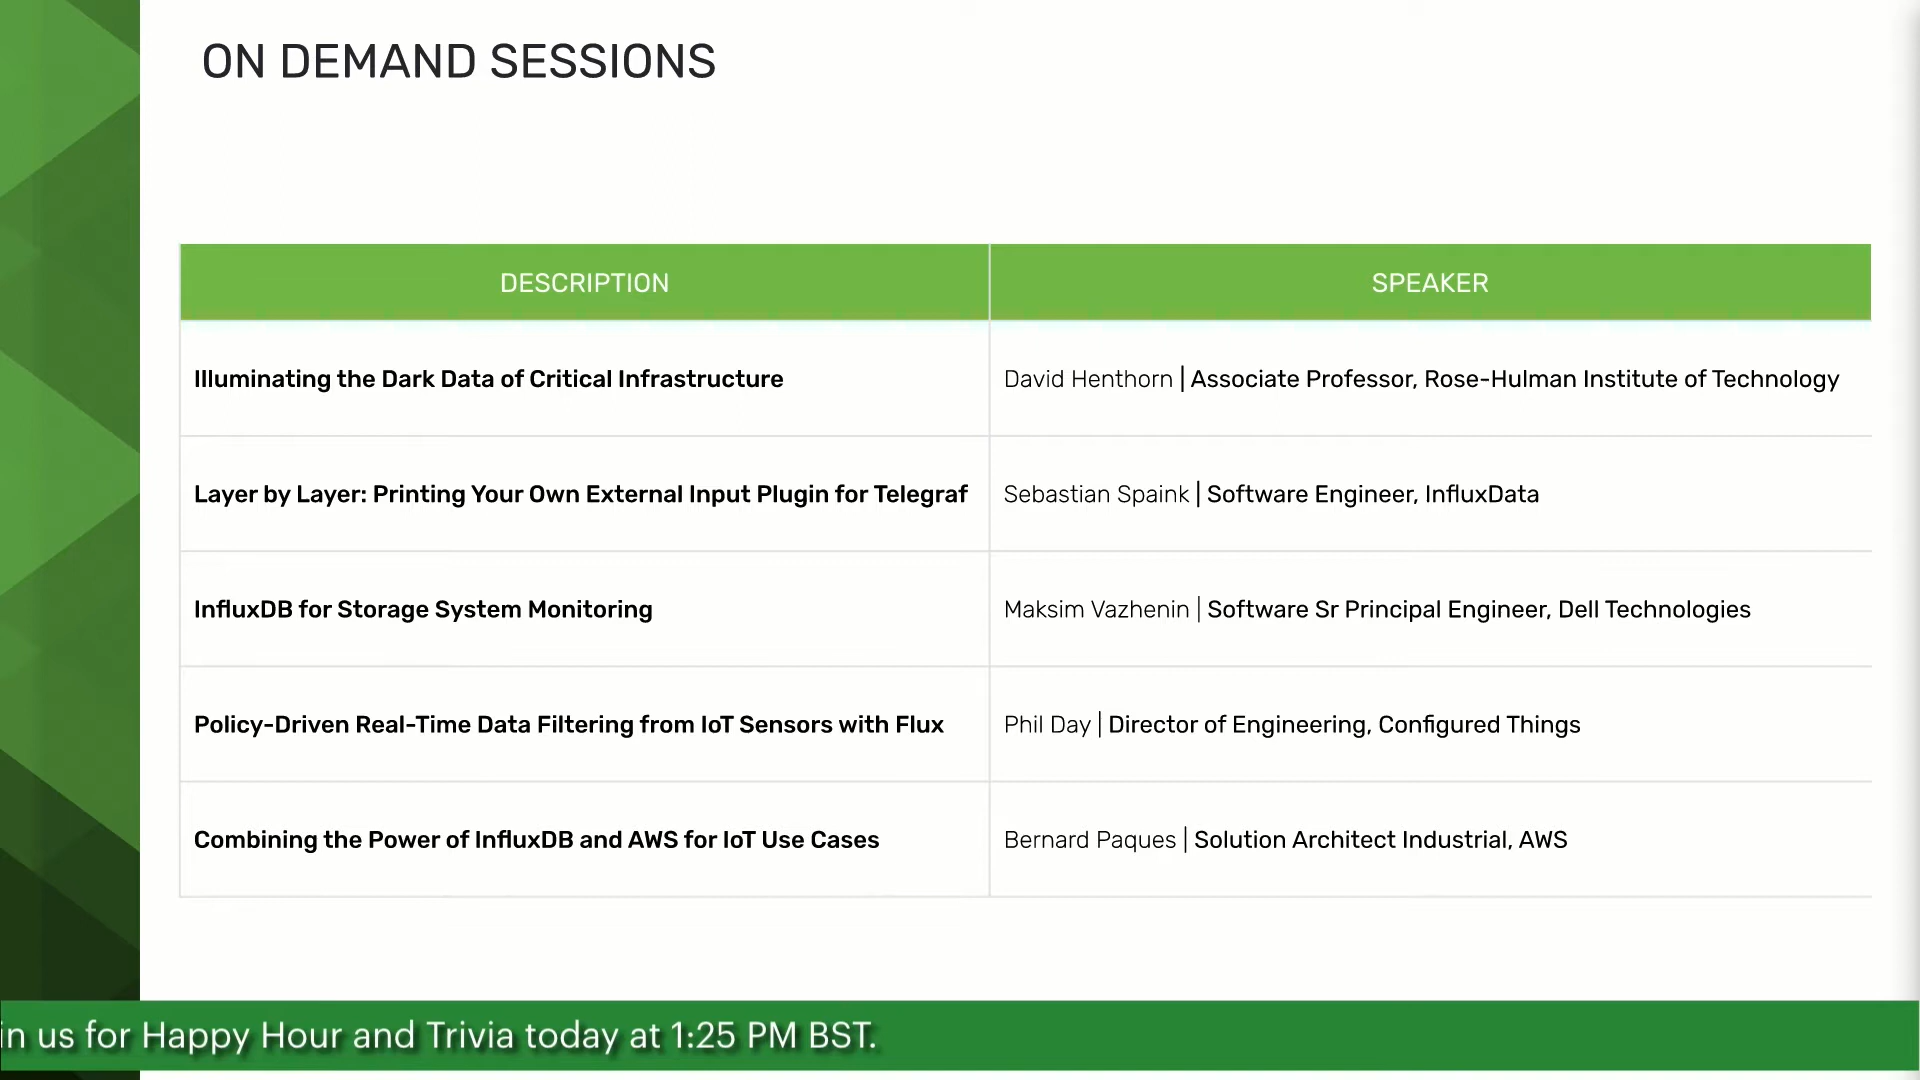 ON DEMAND SESSIONS
DESCRIPTION
SPEAKER
Illuminating the Dark Data of Critical Infrastructure
David Henthorn | Associate Professor, Rose-Hulman Institute of Technology
Layer by Layer: Printing Your Own External Input Plugin for Telegraf
Sebastian Spaink | Software Engineer, InfluxData
InfluxDB for Storage System Monitoring
Maksim Vazhenin | Software Sr Principal Engineer, Dell Technologies
Policy-Driven Real-Time Data Filtering from IoT Sensors with Flux
Phil Day | Director of Engineering, Configured Things
Combining the Power of InfluxDB and AWS for IoT Use Cases
Bernard Paques | Solution Architect Industrial, AWS
in us for Happy Hour and Trivia today at 1:25 PM BST.